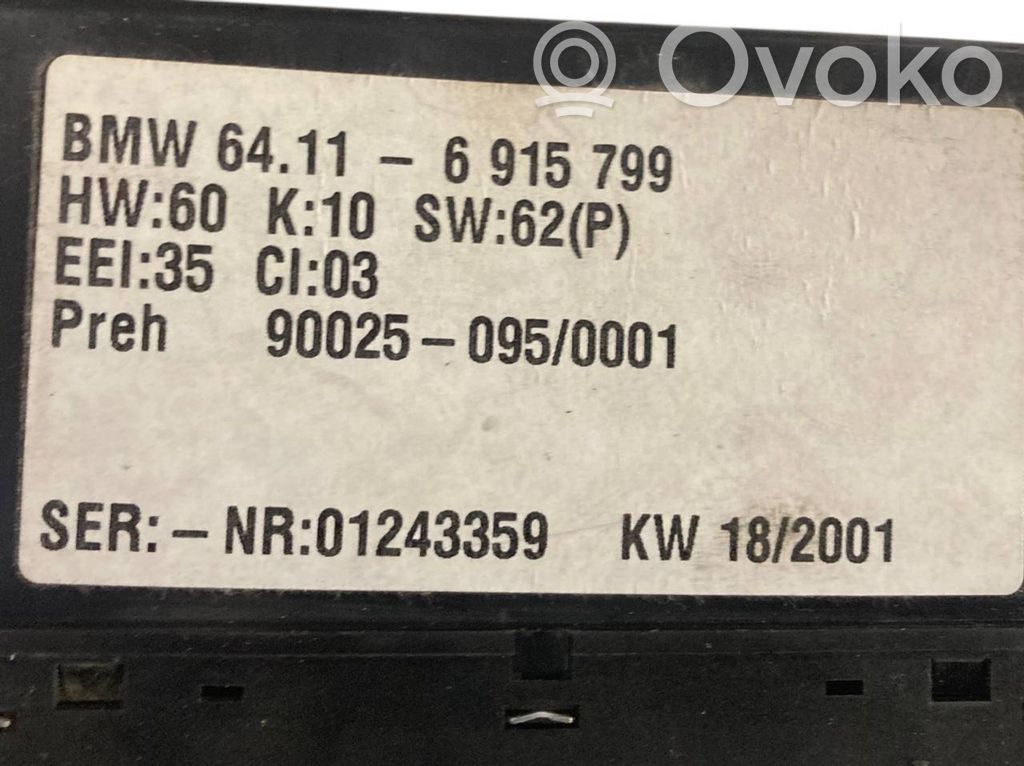 Ovoko
BMW 64.11 - 6 915 799
HW:60 K:10 SW:62(P)
EEI:35 CI:03
Preh 90025-095/0001
SER:-NR:01243359 KW 18/2001